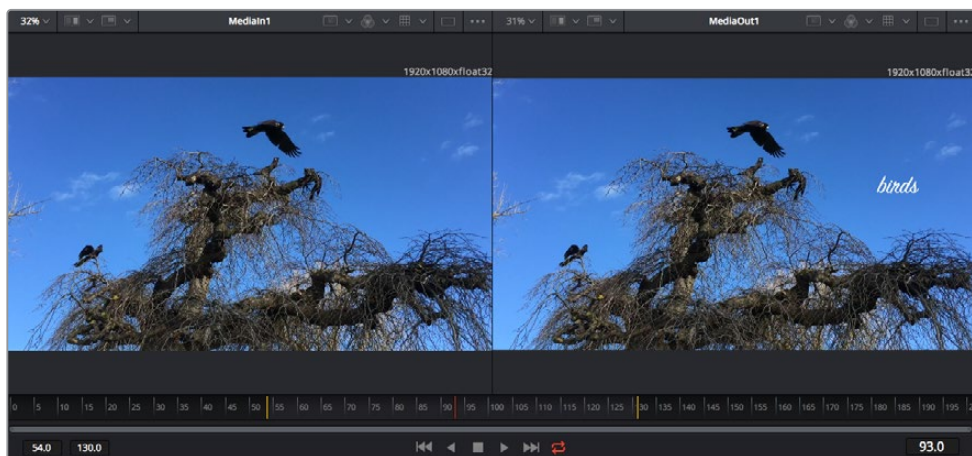 32% MediaIn1 31% MediaOut1
1920x1080xfloat32 1920x1080xfloat32
birds
0 5 10 15 20 25 30 35 40 45 50 55 60 65 70 75 80 85 90 95 100 105 110 115 120 125 130 135 140 145 150 155 160 165 170 175 180 185 190 195
54.0 130.0 93.0